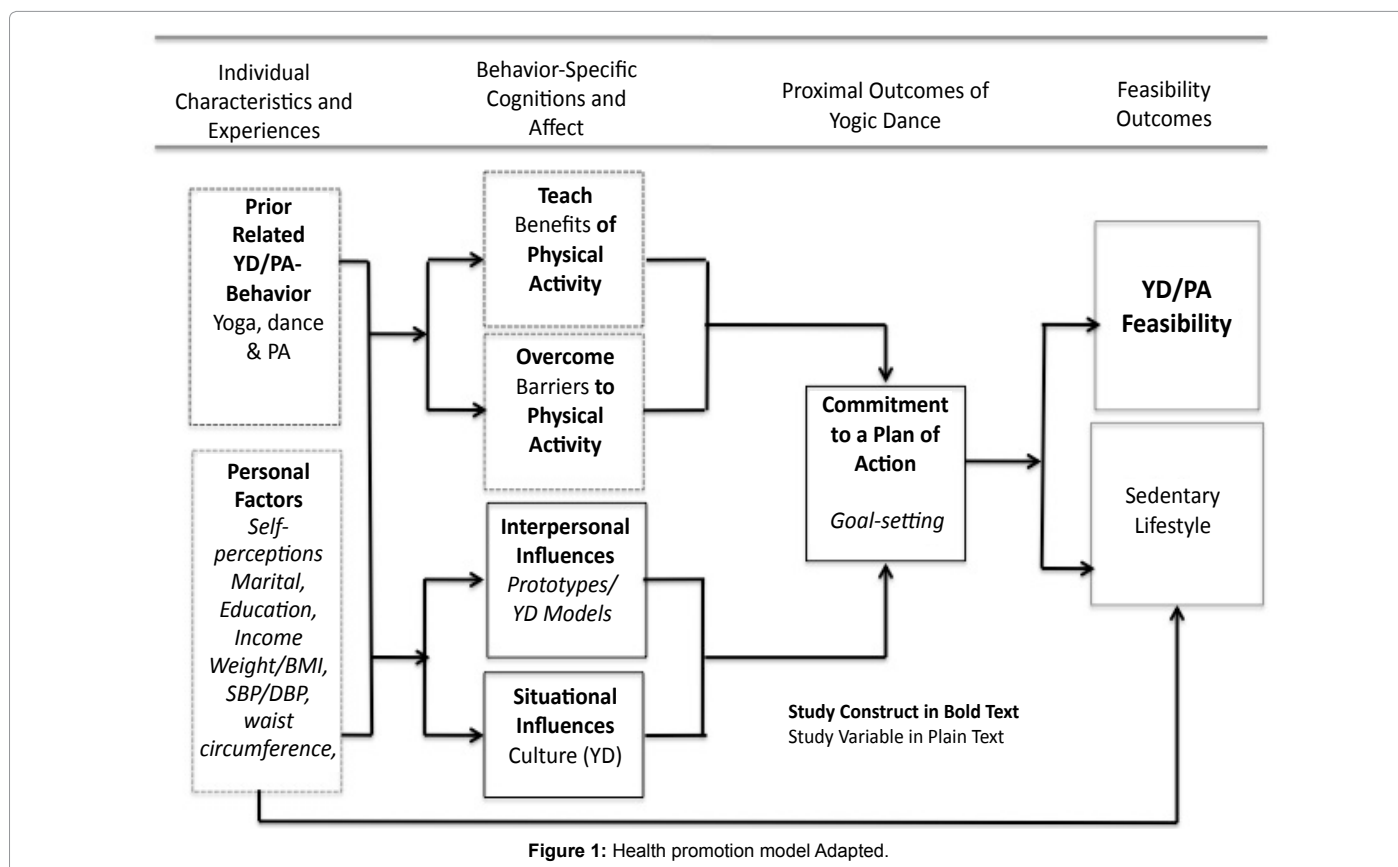 Individual
Characteristics and
Experiences
Behavior-Specific
Cognitions and
Affect
Proximal Outcomes of
Yogic Dance
Feasibility
Outcomes
Prior
Related
YD/PA-
Behavior
Yoga, dance
& PA
Personal
Factors
Self-
perceptions
Marital,
Education,
Income
Weight/BMI,
SBP/DBP,
waist
circumference,
Teach
Benefits of
Physical
Activity
Overcome
Barriers to
Physical
Activity
Interpersonal
Influences
Prototypes/
YD Models
Situational
Influences
Culture (YD)
Commitment
to a Plan of
Action
Goal-setting
YD/PA
Feasibility
Sedentary
Lifestyle
Study Construct in Bold Text
Study Variable in Plain Text
Figure 1: Health promotion model Adapted.